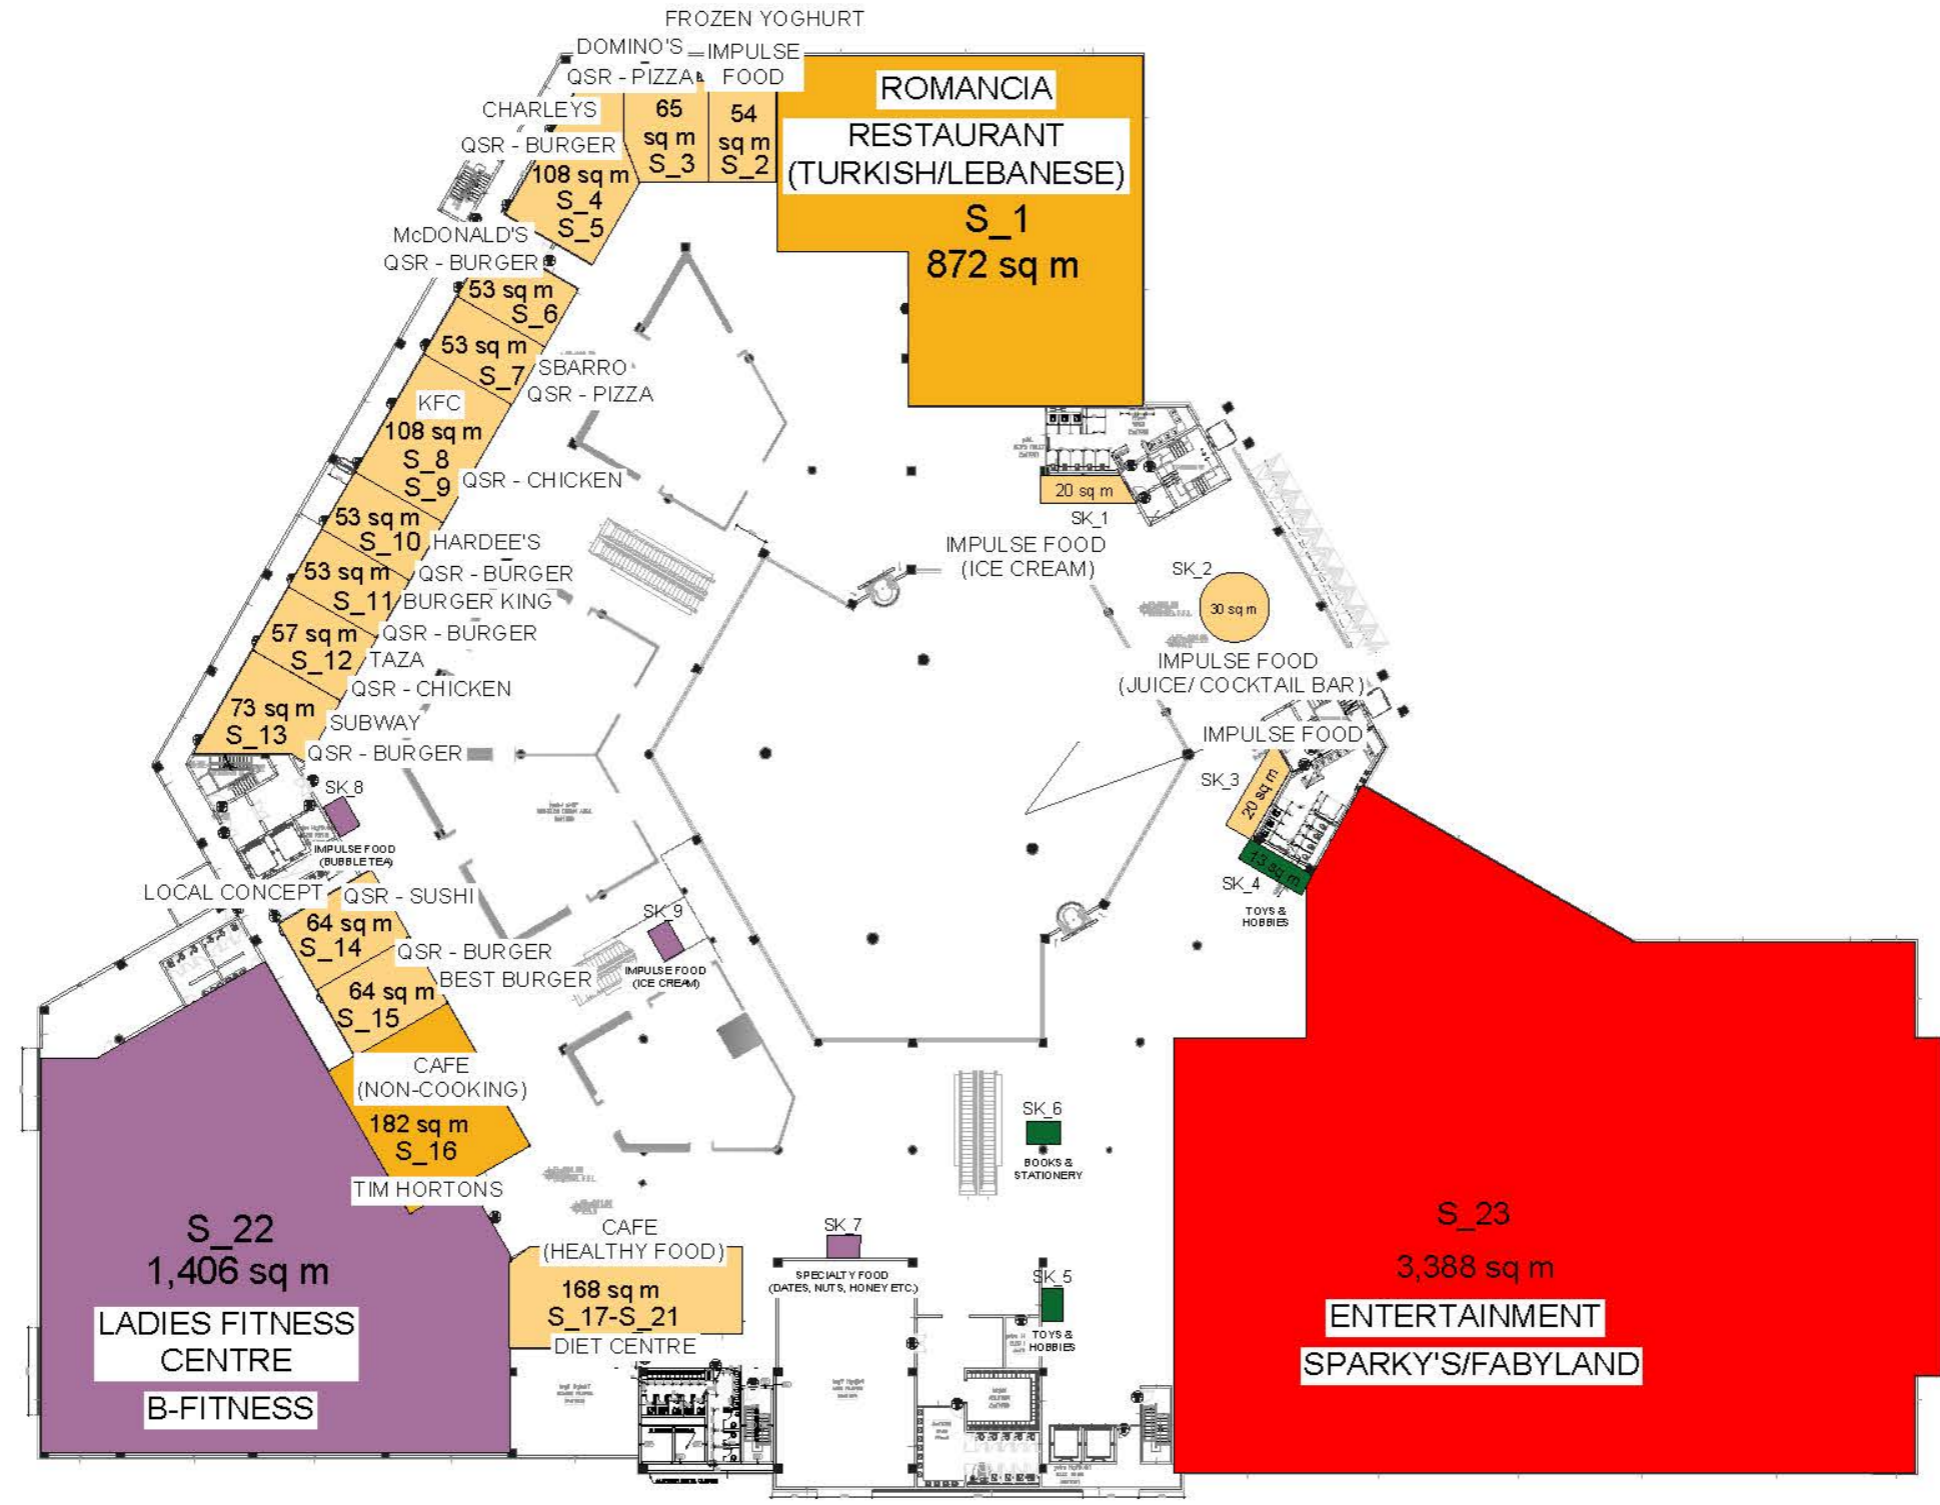 FROZEN YOGHURT
DOMINO'S
IMPULSE
QSR - PIZZA
FOOD
CHARLEYS
QSR - BURGER
65
sq m
S_3
54
sq m
S_2
ROMANCIA
RESTAURANT
(TURKISH/LEBANESE)
S_1
872 sq m
108 sq m
S_4
S_5
McDONALD'S
QSR - BURGER
53 sq m
S_6
53 sq m
S_7
SBARRO
QSR - PIZZA
KFC
108 sq m
S_8
S_9
QSR - CHICKEN
53 sq m
S_10
HARDEE'S
QSR - BURGER
53 sq m
S_11
BURGER KING
QSR - BURGER
57 sq m
S_12
TAZA
QSR - CHICKEN
73 sq m
S_13
SUBWAY
QSR - BURGER
20 sq m
SK_1
IMPULSE FOOD
(ICE CREAM)
SK_2
30 sq m
IMPULSE FOOD
(JUICE/ COCKTAIL BAR)
IMPULSE FOOD
SK_3
20 sq m
13 sq m
SK_4
TOYS &
HOBBIES
SK_8
IMPULSE FOOD
(BUBBLE TEA)
LOCAL CONCEPT
QSR - SUSHI
64 sq m
S_14
QSR - BURGER
BEST BURGER
64 sq m
S_15
SK_9
IMPULSE FOOD
(ICE CREAM)
CAFE
(NON-COOKING)
182 sq m
S_16
TIM HORTONS
SK_6
BOOKS &
STATIONERY
SK_7
SPECIALTY FOOD
(DATES, NUTS, HONEY ETC.)
SK_5
TOYS &
HOBBIES
CAFE
(HEALTHY FOOD)
168 sq m
S_17-S_21
DIET CENTRE
S_22
1,406 sq m
LADIES FITNESS
CENTRE
B-FITNESS
S_23
3,388 sq m
ENTERTAINMENT
SPARKY'S/FABYLAND